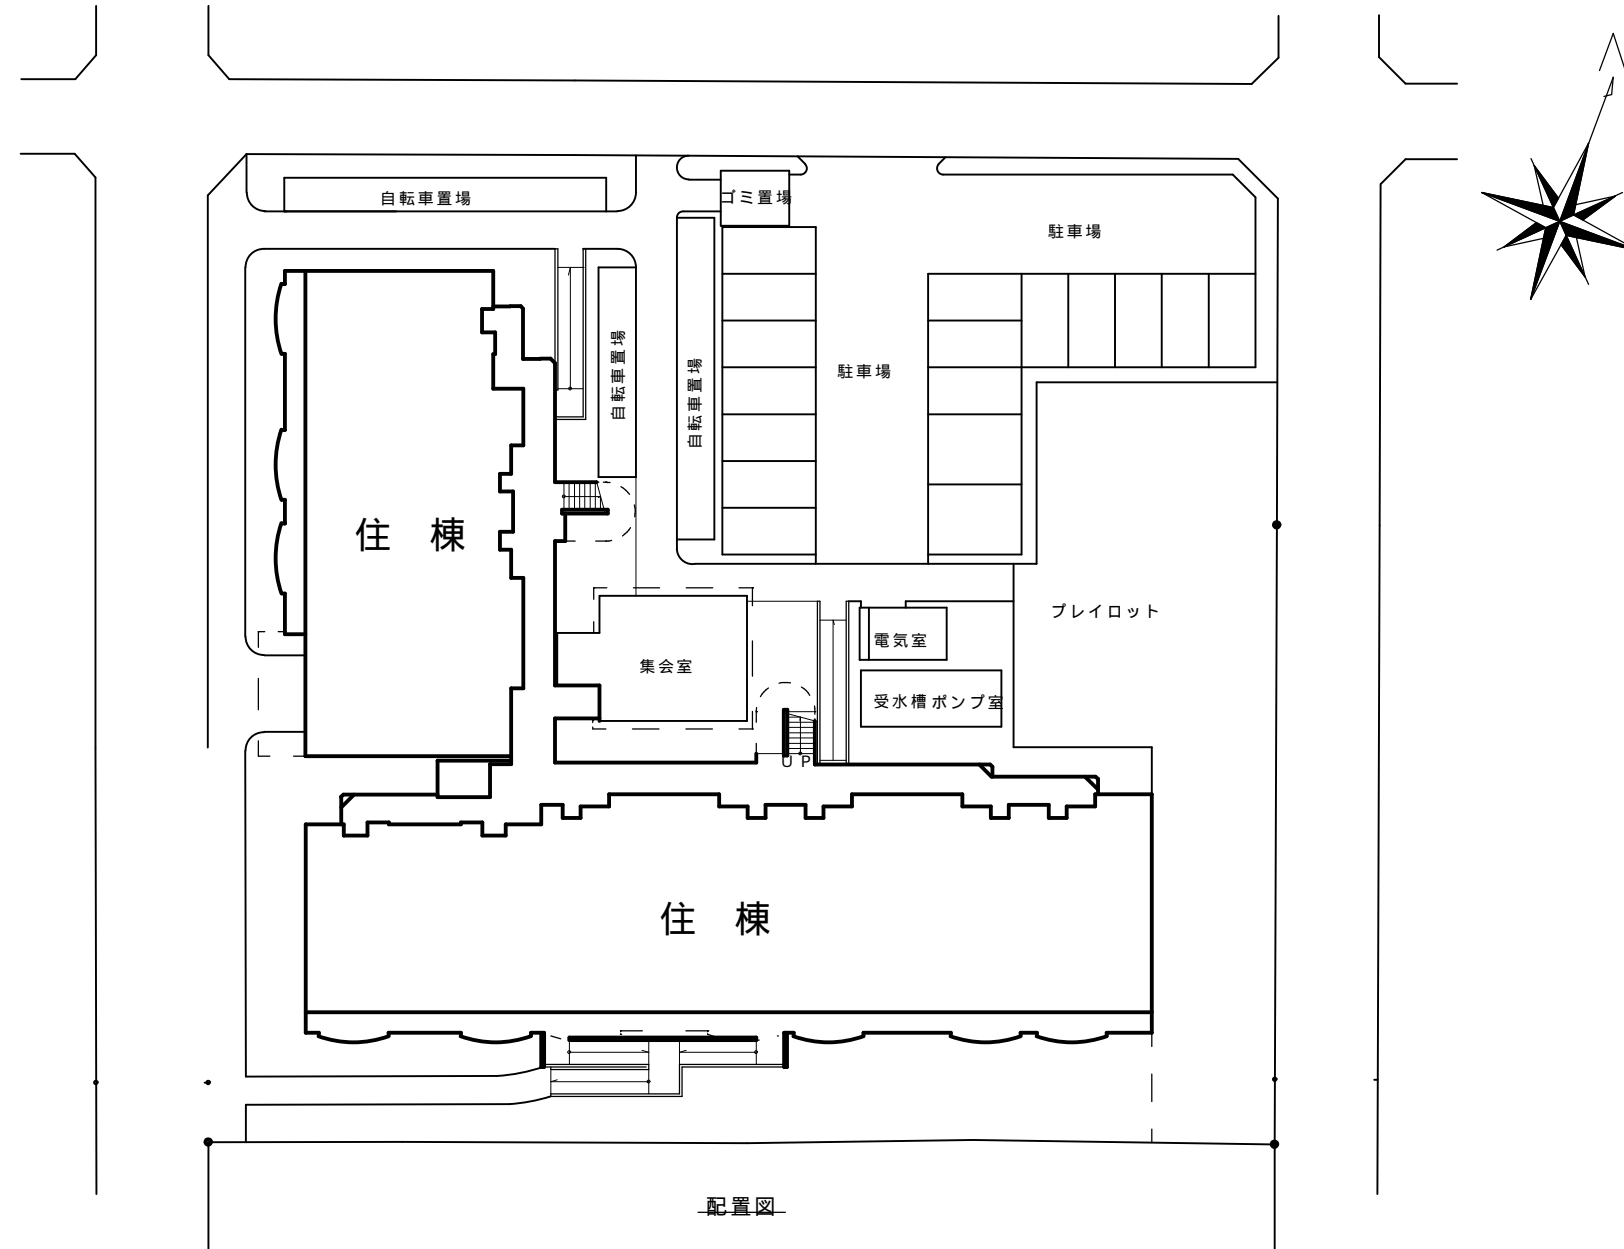 自転車置場
ゴミ置場
駐車場
自転車置場
自転車置場
駐車場
住 棟
プレイロット
電気室
集会室
受水槽ポンプ室
UP
住 棟
配置図